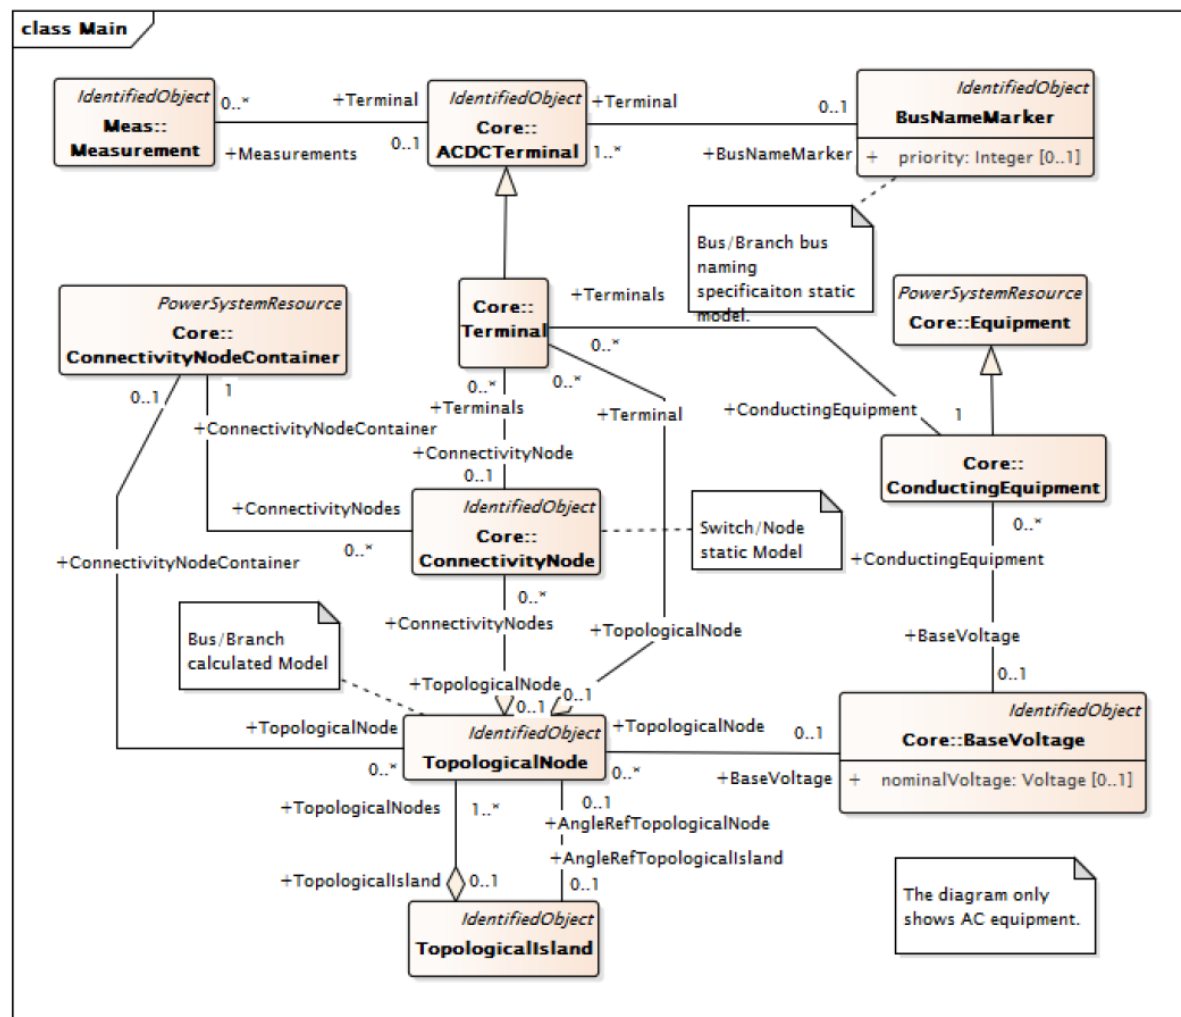 class Main
IdentifiedObject
Meas::
Measurement
0..*
+Terminal
+Measurements
0..1
IdentifiedObject
Core::
ACDCTerminal
+Terminal
1..*
0..1
+BusNameMarker
IdentifiedObject
BusNameMarker
+ priority: Integer [0..1]
Bus/Branch bus
naming
specificaiton static
model.
PowerSystemResource
Core::
ConnectivityNodeContainer
0..1
1
+ConnectivityNodeContainer
Core::
Terminal
+Terminals
0..*
0..*
0..*
+Terminals
+Terminal
PowerSystemResource
Core::Equipment
+ConductingEquipment
1
Core::
ConductingEquipment
0..*
+ConductingEquipment
+ConnectivityNode
0..1
+ConnectivityNodes
0..*
IdentifiedObject
Core::
ConnectivityNode
Switch/Node
static Model
+ConnectivityNodeContainer
0..*
+ConnectivityNodes
Bus/Branch
calculated Model
+TopologicalNode
+BaseVoltage
0..1
+TopologicalNode
0..1
0..1
+TopologicalNode
0..*
IdentifiedObject
TopologicalNode
+TopologicalNode
0..*
0..1
+BaseVoltage
IdentifiedObject
Core::BaseVoltage
+ nominalVoltage: Voltage [0..1]
+TopologicalNodes
1..*
0..1
+AngleRefTopologicalNode
+AngleRefTopologicalIsland
0..1
+TopologicalIsland
0..1
IdentifiedObject
TopologicalIsland
The diagram only
shows AC equipment.